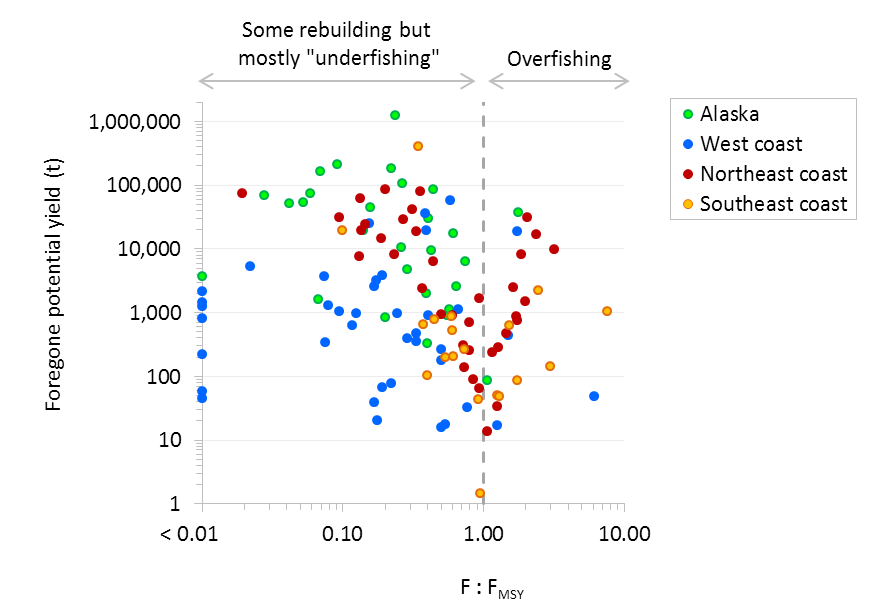 Some rebuilding but
mostly "underfishing"
Overfishing
Foregone potential yield (t)
1,000,000
100,000
10,000
1,000
100
10
1
< 0.01
0.10
1.00
10.00
F : FMSY
Alaska
West coast
Northeast coast
Southeast coast